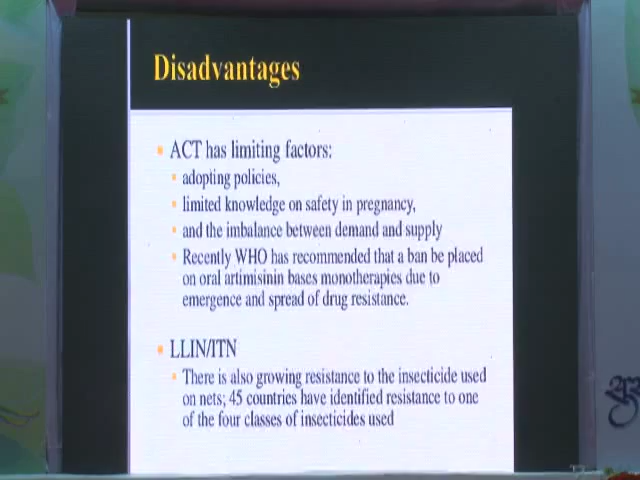 Disadvantages
ACT has limiting factors:
adopting policies,
limited knowledge on safety in pregnancy,
and the imbalance between demand and supply
Recently WHO has recommended that a ban be placed
on oral artimisinin bases monotherapies due to
emergence and spread of drug resistance.
LLIN/ITN
There is also growing resistance to the insecticide used
on nets; 45 countries have identified resistance to one
of the four classes of insecticides used